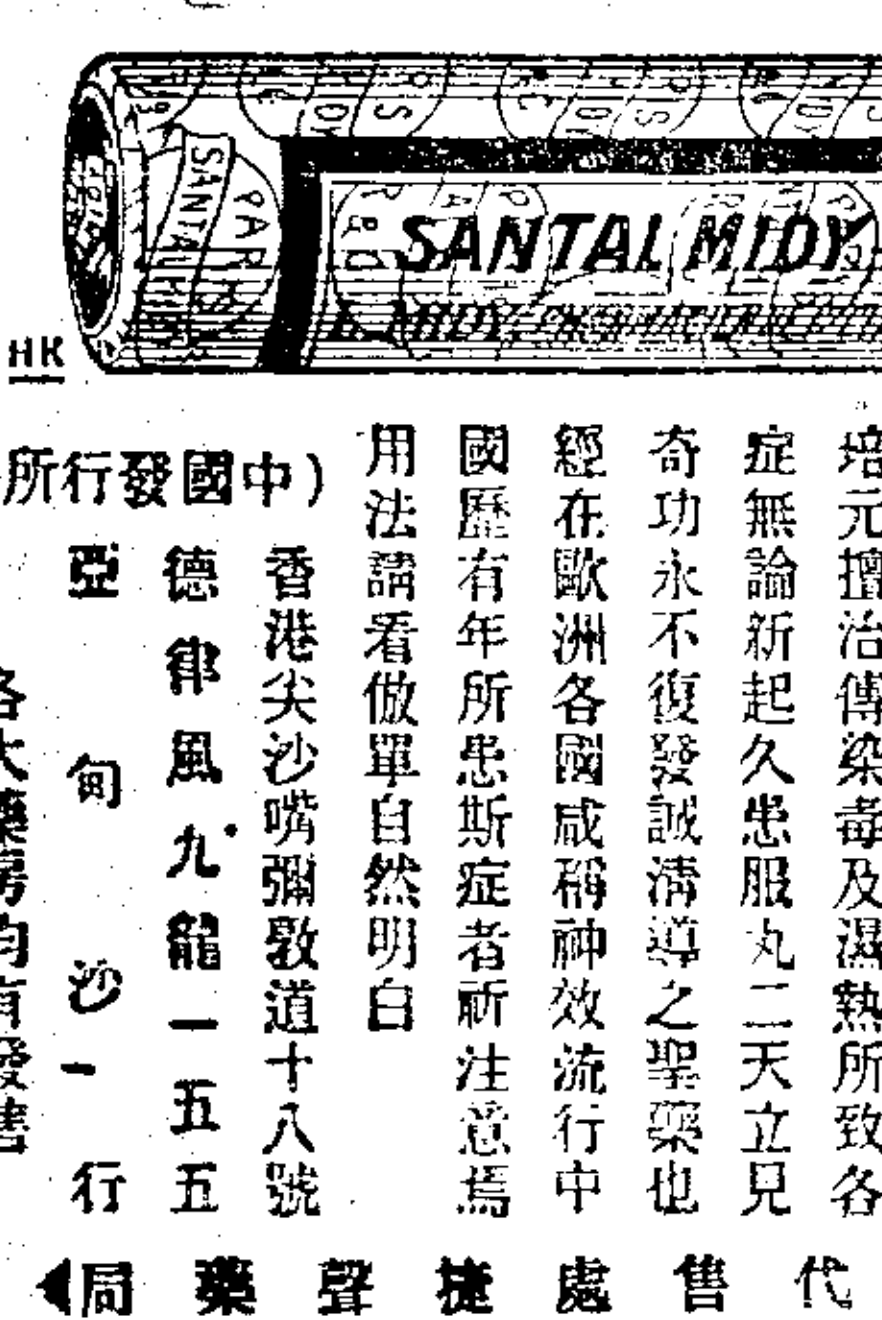 SANTAL MIDY
HK
培元擅治傳染毒及濕熱所致各
症無論新起久患服丸二天立見
奇功永不復發誠淸導之聖藥也
經在歐洲各國咸稱神效流行中
國歷有年所患斯症者祈注意焉
用法請看倣單自然明白
(中國發行所
香港尖沙嘴彌敦道十八號
德律風九龍一五五
亞甸沙行
各大藥房均有發售
代售處捷聲藥局